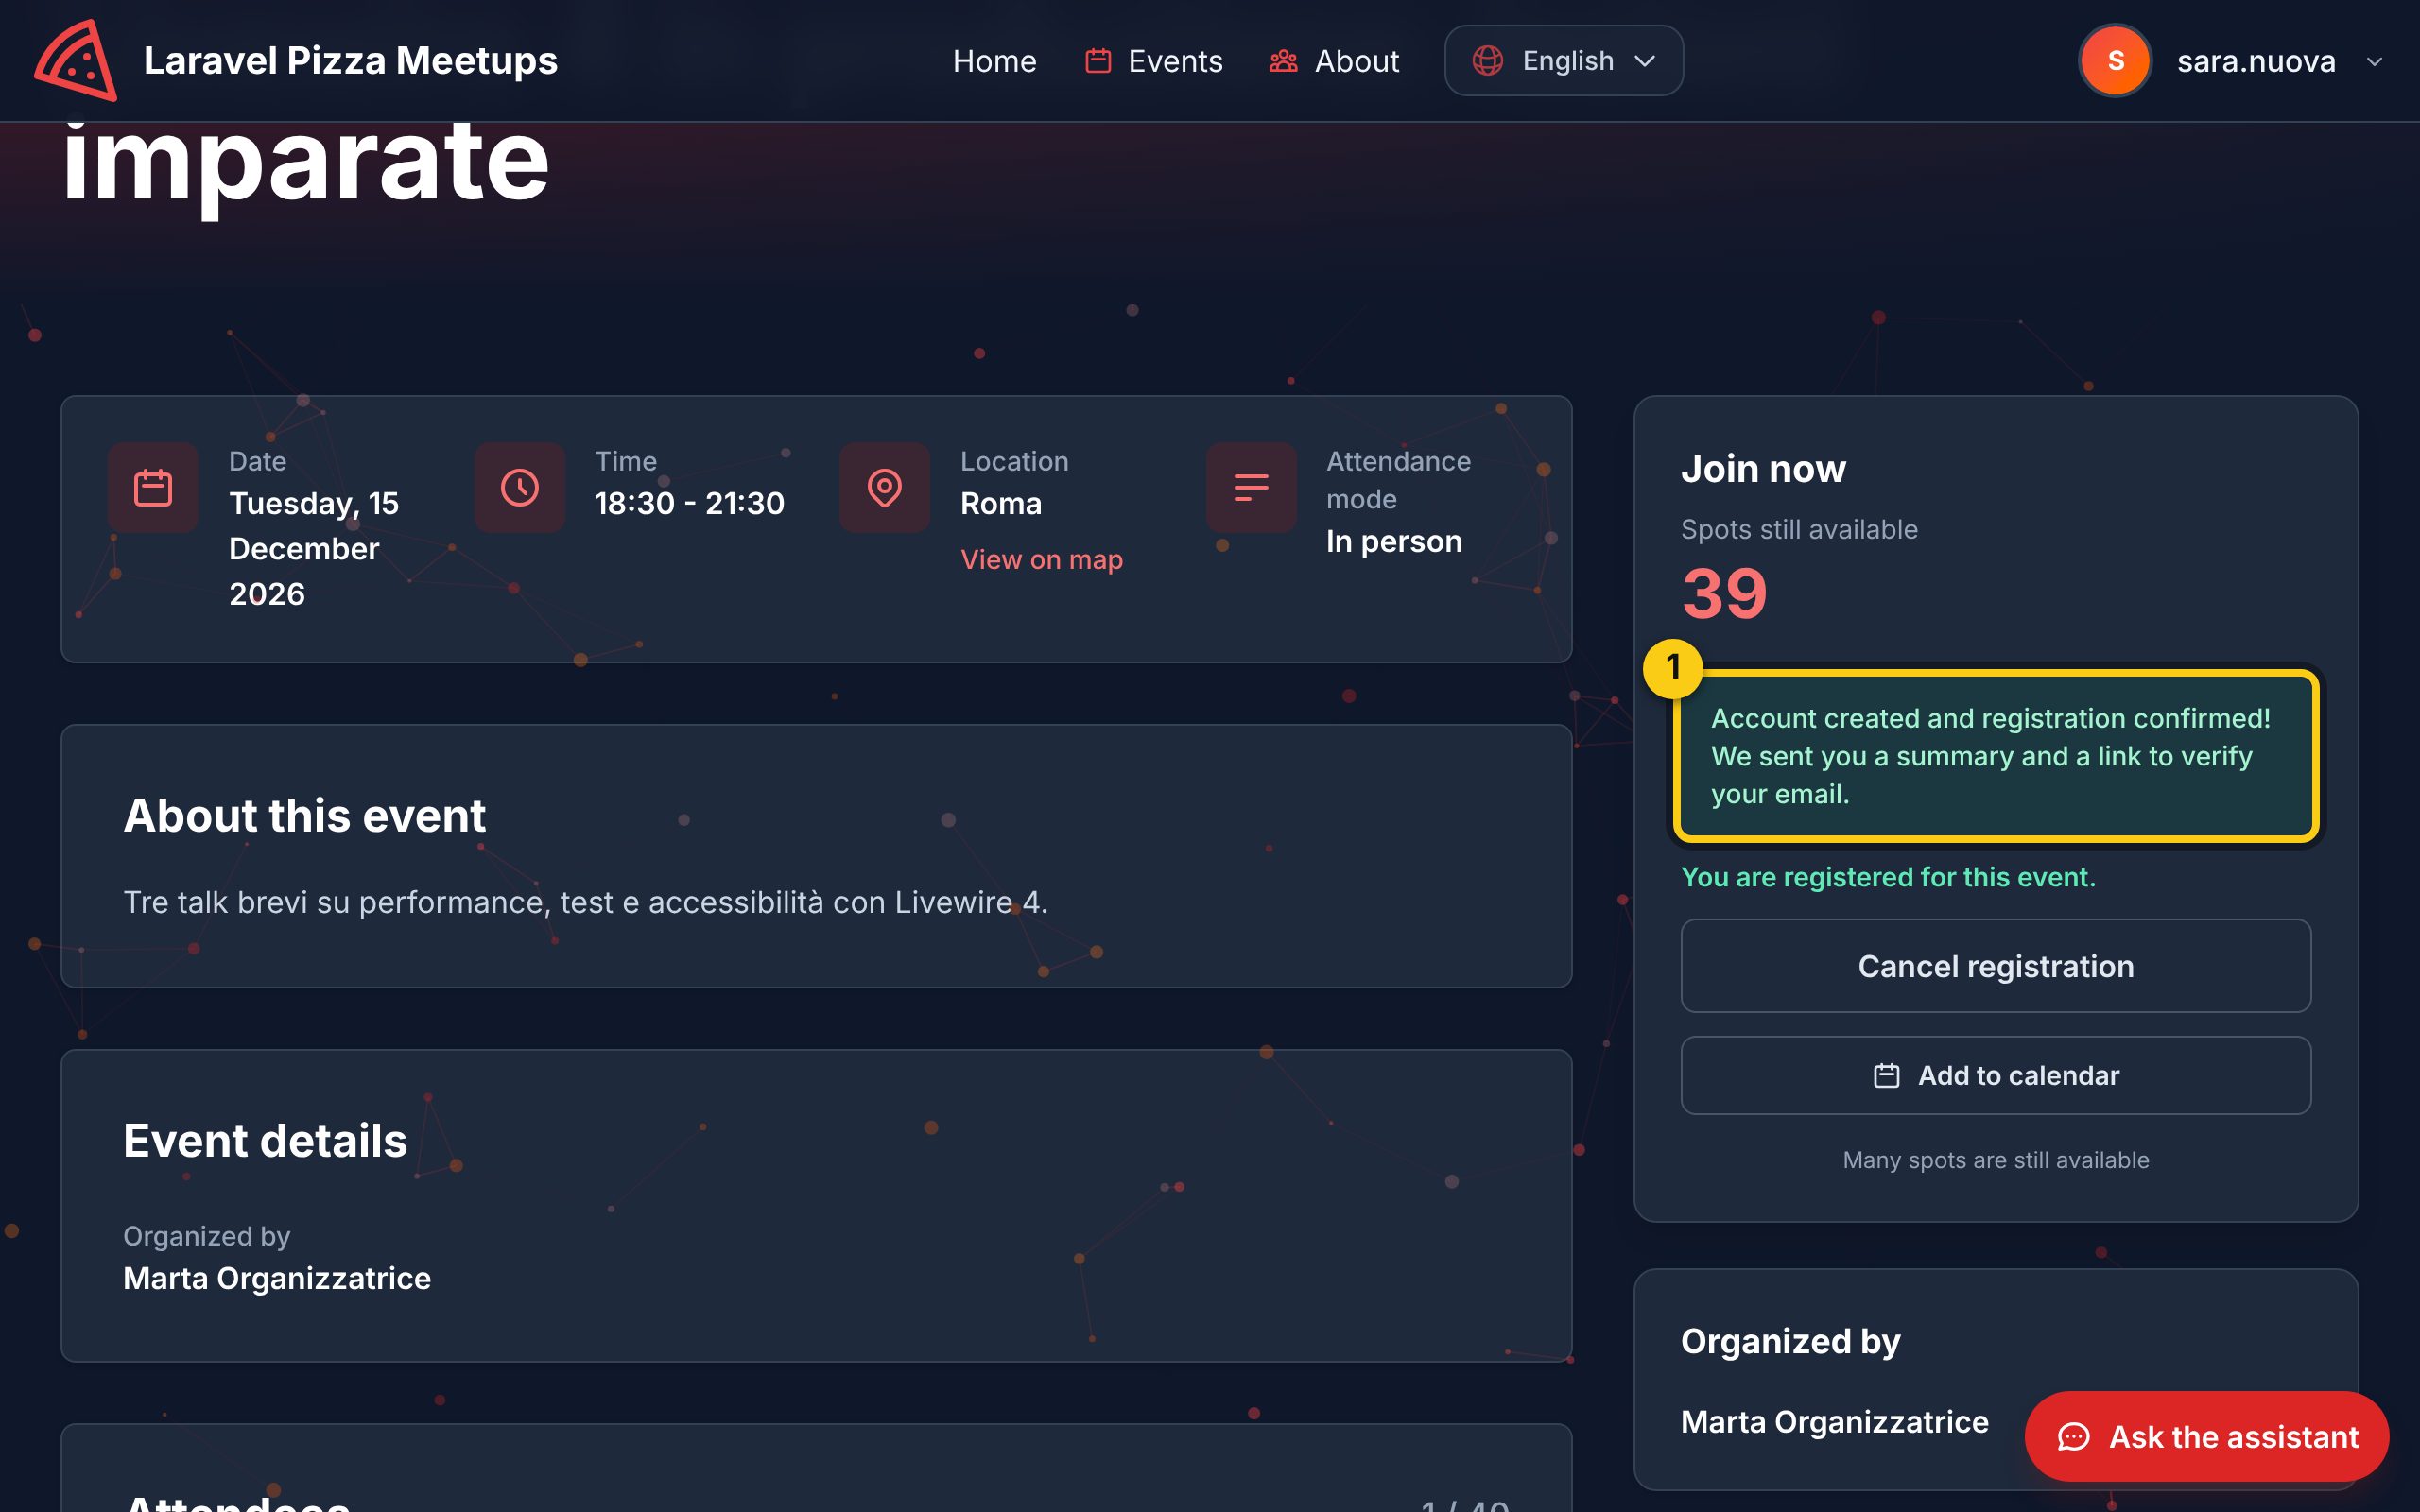 Laravel Pizza Meetups
Home
Events
About
English
S
sara.nuova
imparate
Date
Tuesday, 15
December
2026
Time
18:30 - 21:30
Location
Roma
View on map
Attendance
mode
In person
About this event
Tre talk brevi su performance, test e accessibilità con Livewire 4.
Event details
Organized by
Marta Organizzatrice
Attendees
1 / 40
Join now
Spots still available
39
1
Account created and registration confirmed!
We sent you a summary and a link to verify
your email.
You are registered for this event.
Cancel registration
Add to calendar
Many spots are still available
Organized by
Marta Organizzatrice
Ask the assistant